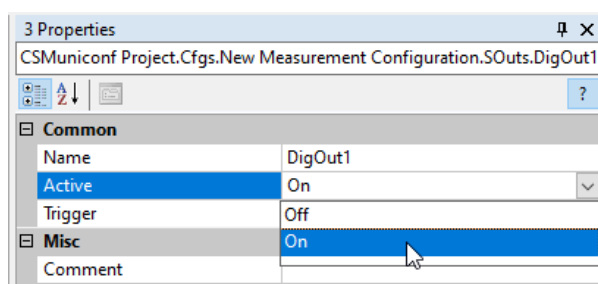 3 Properties
CSMuniconf Project.Cfgs.New Measurement Configuration.SOuts.DigOut1
A
Z
?
Common
Name DigOut1
Active On
Trigger Off
Misc On
Comment